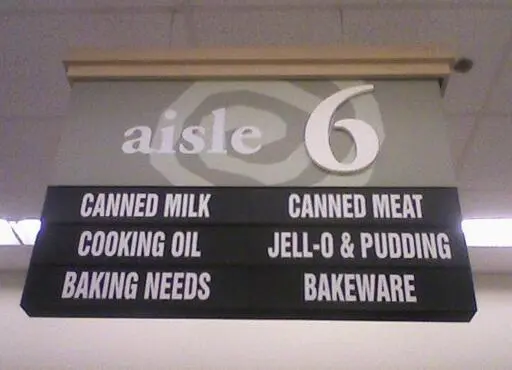 aisle 6
CANNED MILK CANNED MEAT
COOKING OIL JELL-O & PUDDING
BAKING NEEDS BAKEWARE